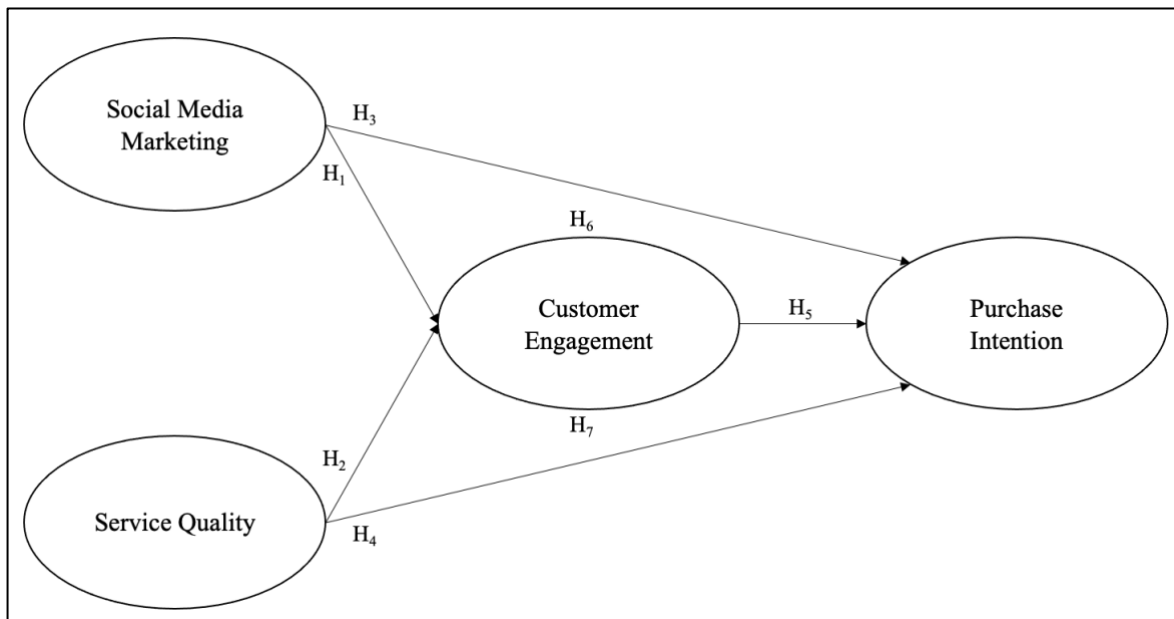 Social Media
Marketing
H₃
H₁
H₆
Customer
Engagement
H₅
Purchase
Intention
H₇
H₂
Service Quality
H₄